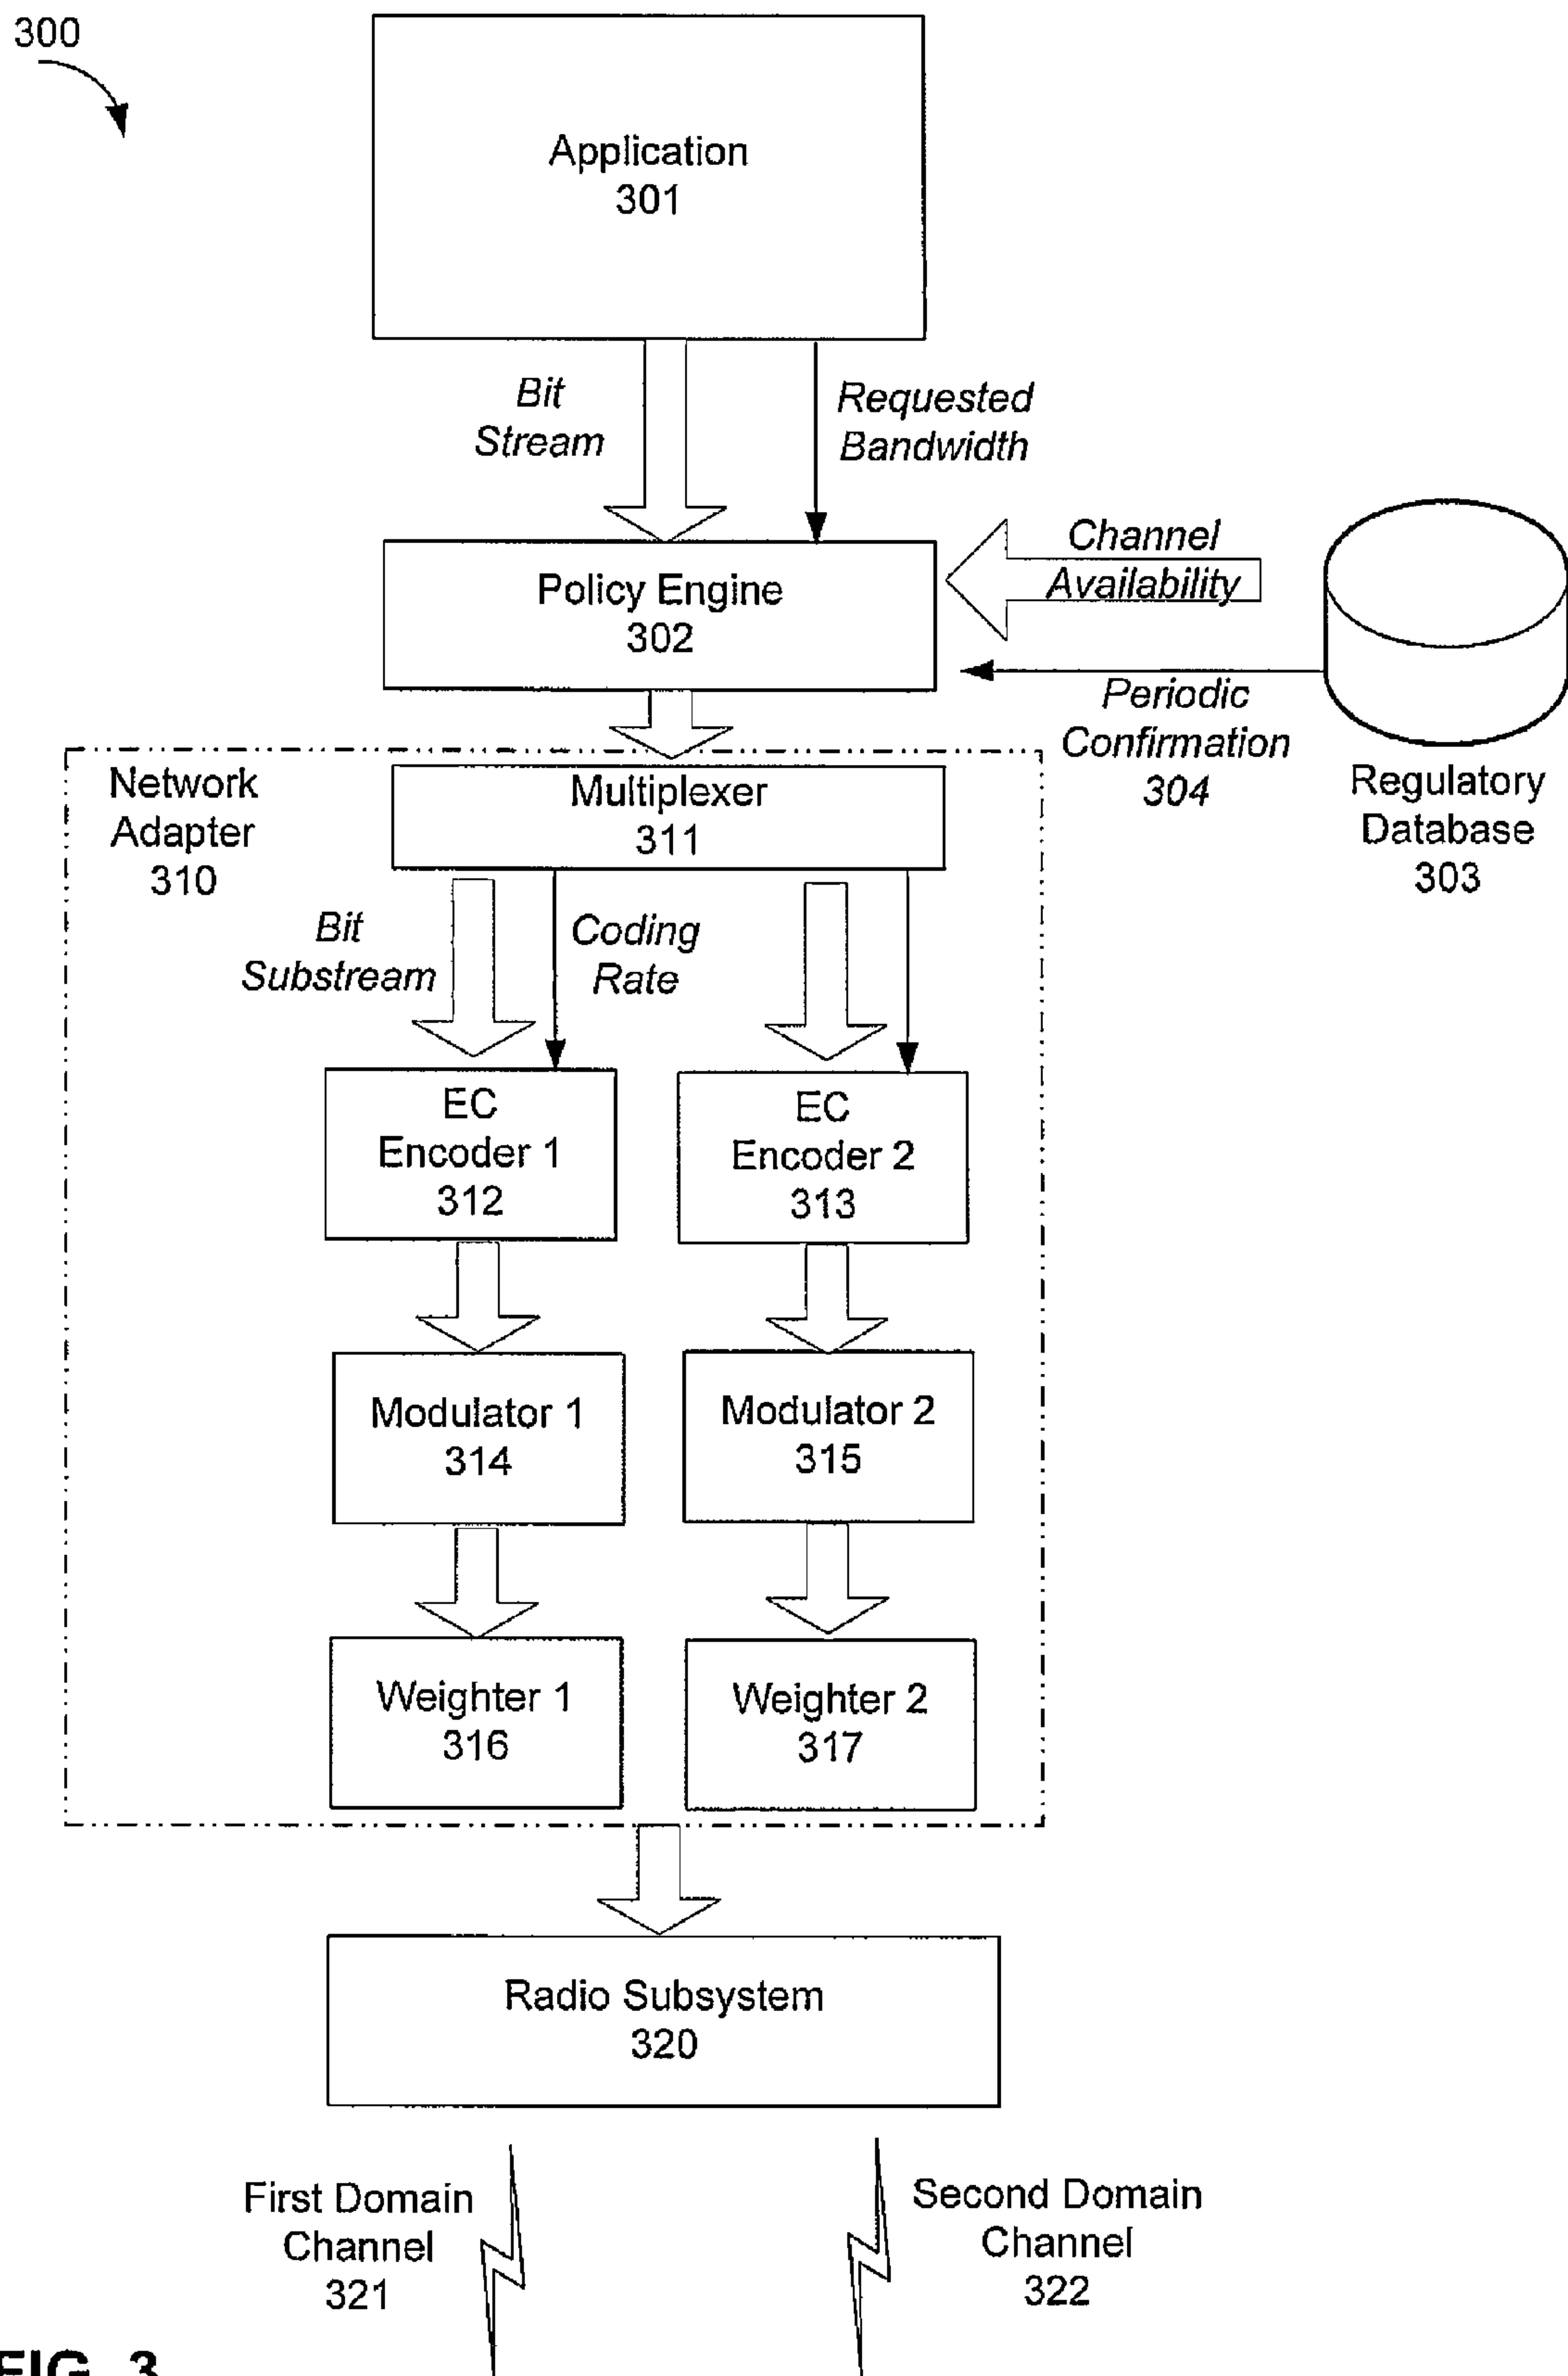 300
Application
301
Bit
Stream
Requested
Bandwidth
Policy Engine
302
Channel
Availability
Periodic
Confirmation
304
Regulatory
Database
303
Network
Adapter
310
Multiplexer
311
Bit
Substream
Coding
Rate
EC
Encoder 1
312
EC
Encoder 2
313
Modulator 1
314
Modulator 2
315
Weighter 1
316
Weighter 2
317
Radio Subsystem
320
First Domain
Channel
321
Second Domain
Channel
322
FIG. 3